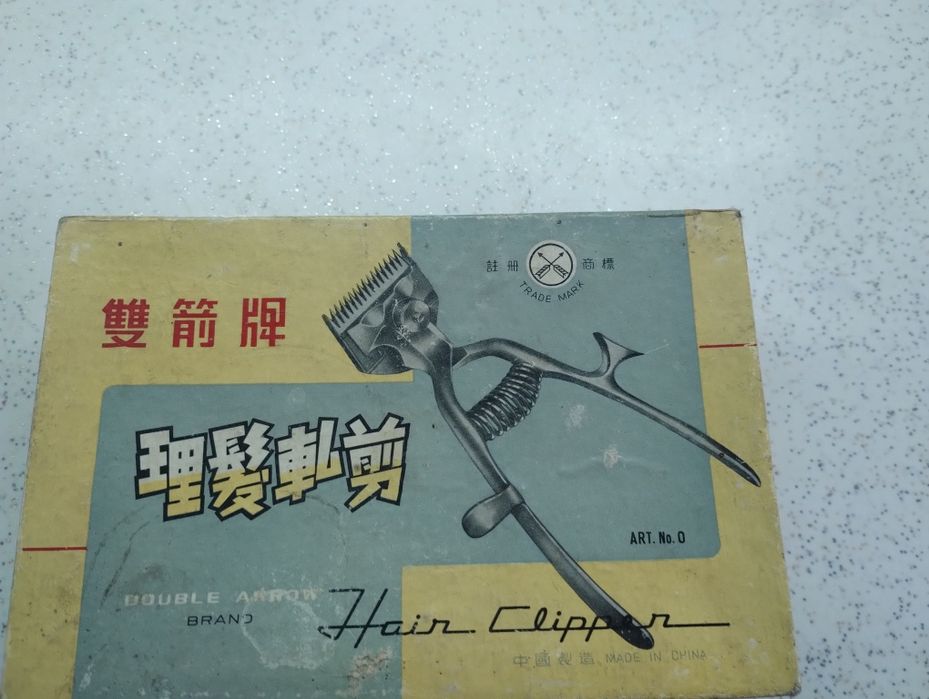 註冊 商標
TRADE MARK
雙箭牌
理髮軋剪
ART. No. 0
DOUBLE ARROW
BRAND
Hair Clipper
中國製造 MADE IN CHINA